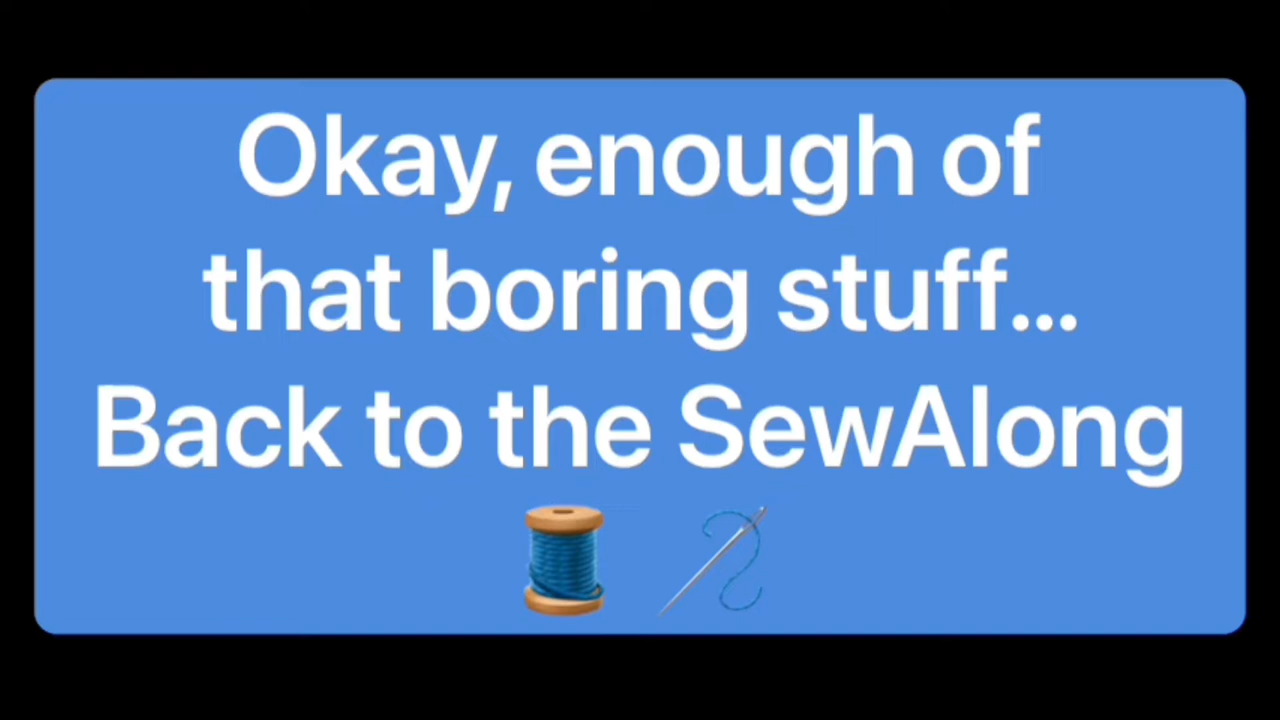 Okay, enough of
that boring stuff...
Back to the SewAlong
🧵 🪡